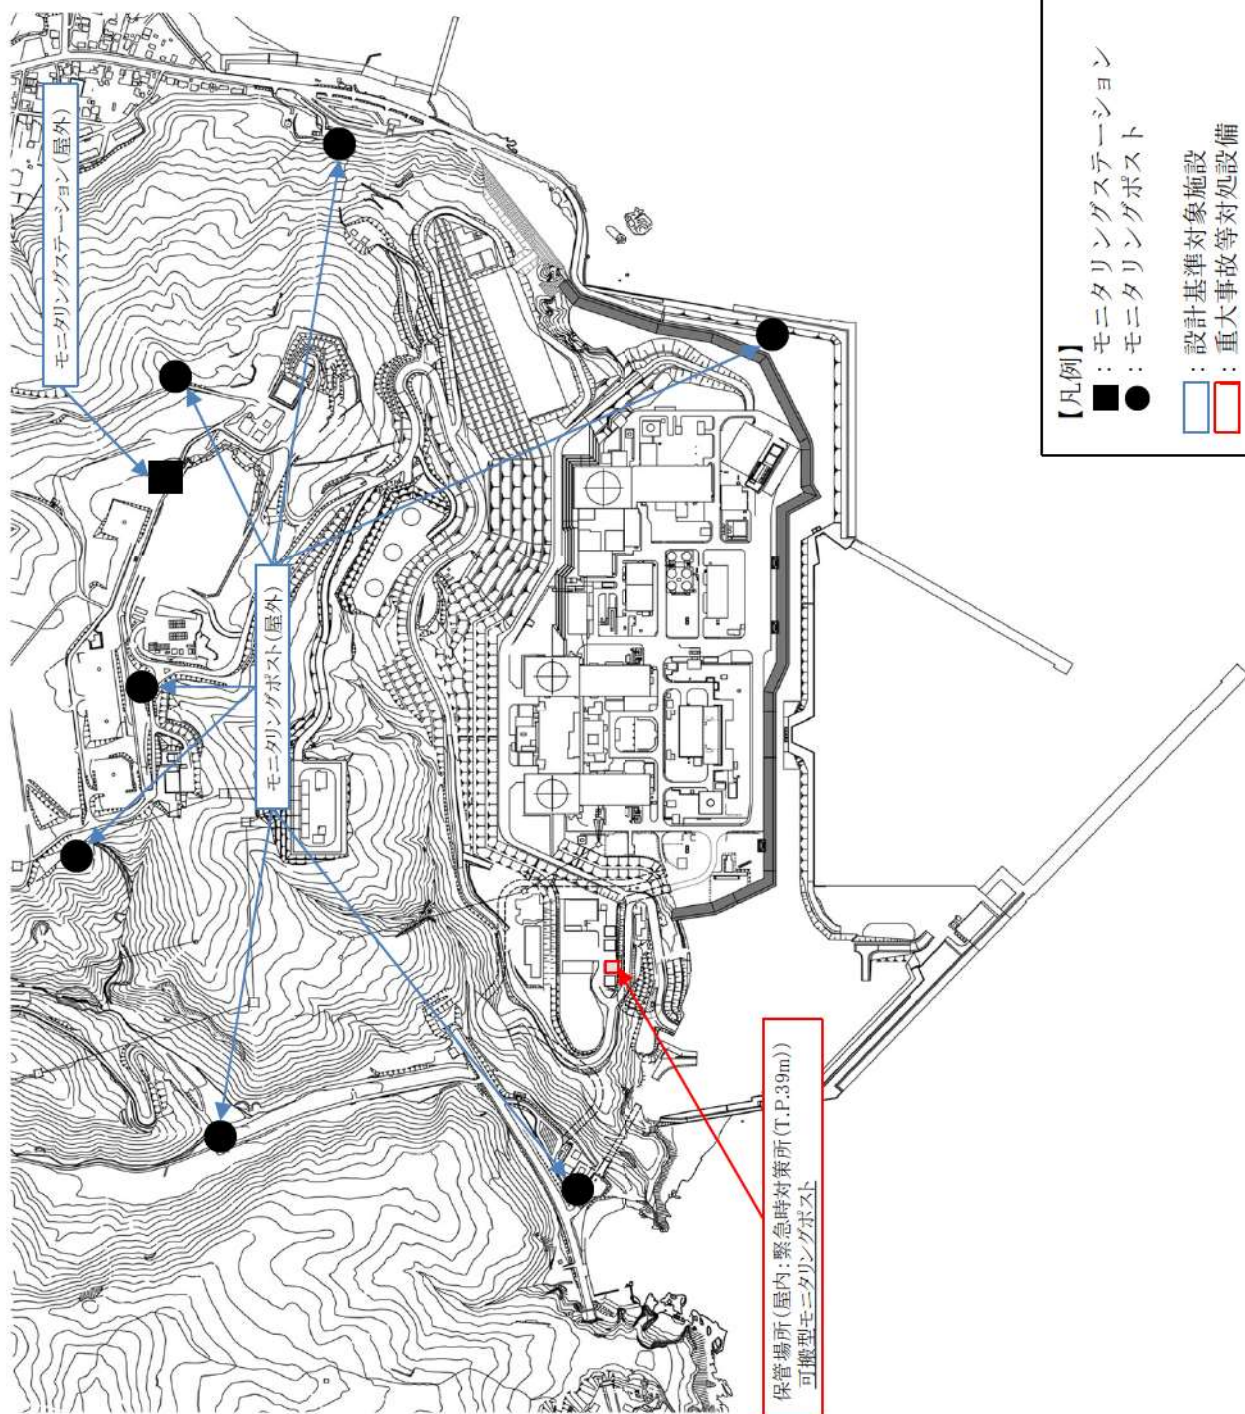 モニタリングステーション(屋外)
モニタリングポスト(屋外)
保管場所(屋内:緊急時対策所(T.P.39m))
可搬型モニタリングポスト
【凡例】
■:モニタリングステーション
●:モニタリングポスト
:設計基準対象施設
:重大事故等対処設備